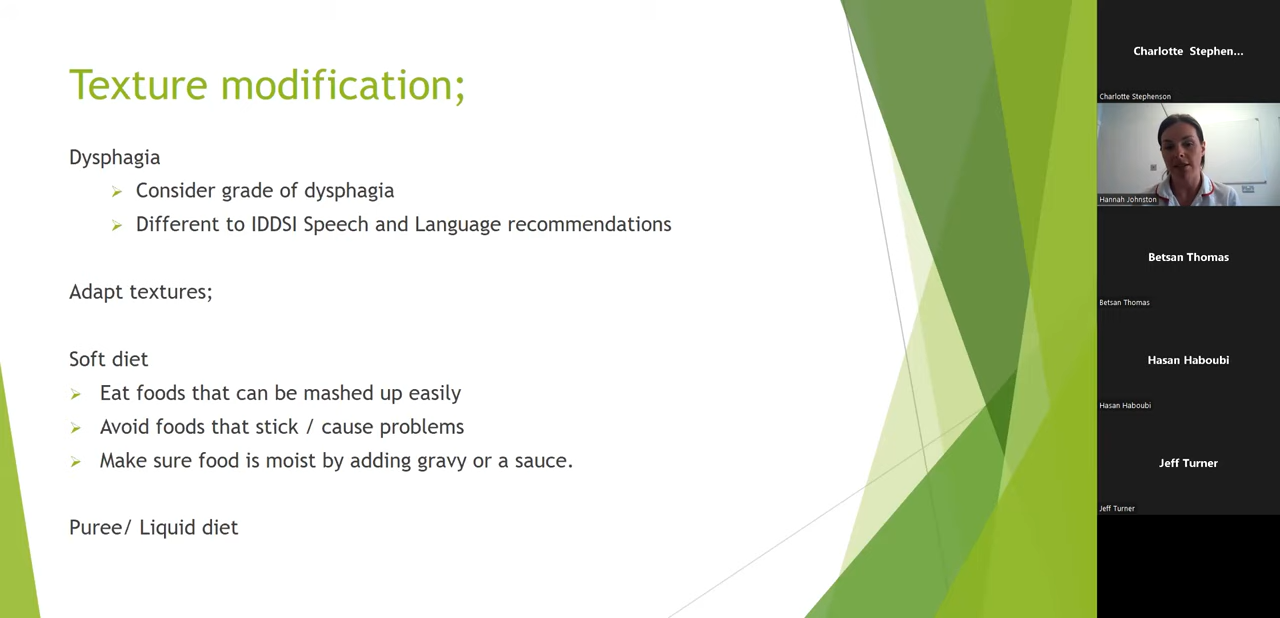 Texture modification;
Dysphagia
Consider grade of dysphagia
Different to IDDSI Speech and Language recommendations
Adapt textures;
Soft diet
Eat foods that can be mashed up easily
Avoid foods that stick / cause problems
Make sure food is moist by adding gravy or a sauce.
Puree/ Liquid diet
Charlotte Stephen...
Charlotte Stephenson
Hannah Johnston
Betsan Thomas
Betsan Thomas
Hasan Haboubi
Hasan Haboubi
Jeff Turner
Jeff Turner